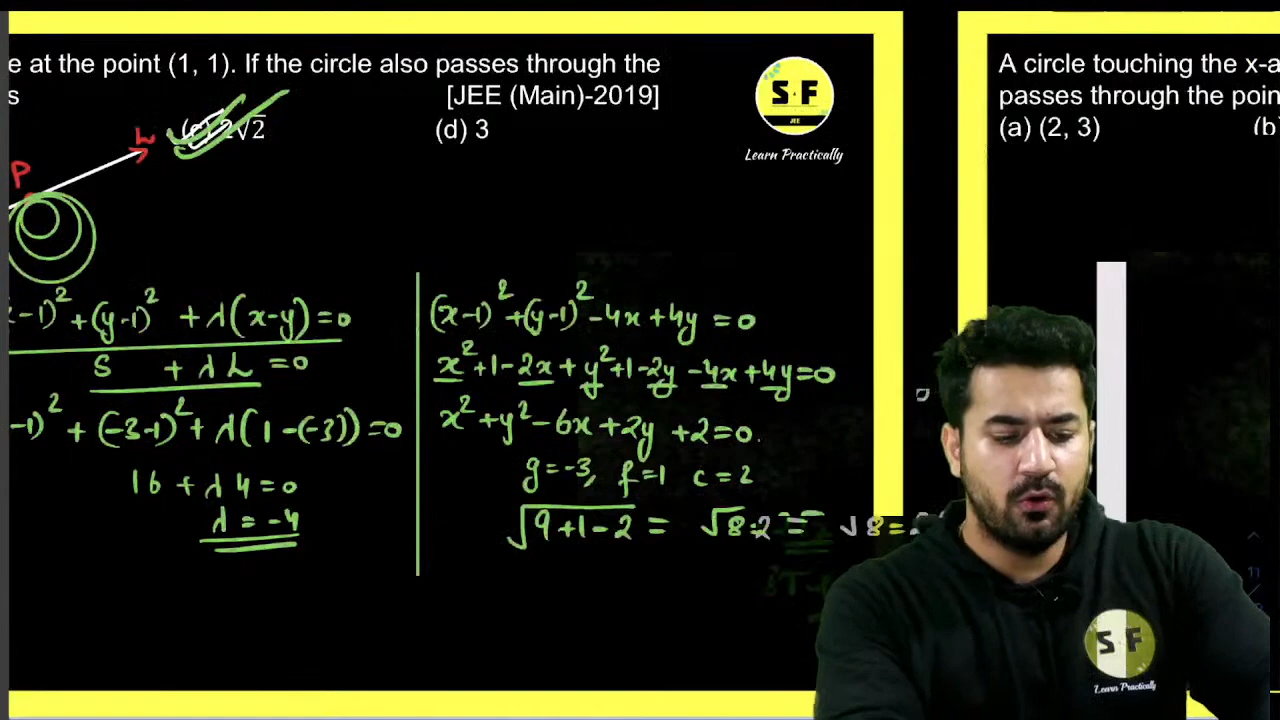 e at the point (1, 1). If the circle also passes through the
s
[JEE (Main)-2019]
(c) 2√2
(d) 3
S F
JEE
Learn Practically
L
P
-1)² + (y-1)² + λ(x-y) = 0
S + λL = 0
-1)² + (-3-1)² + λ(1-(-3)) = 0
16 + λ4 = 0
λ = -4
(x-1)² + (y-1)² - 4x + 4y = 0
x² + 1 - 2x + y² + 1 - 2y - 4x + 4y = 0
x² + y² - 6x + 2y + 2 = 0.
g = -3, f = 1 c = 2
√9+1-2 = √8
√8 =
A circle touching the x-a
passes through the poin
(a) (2, 3)
(b)
11
S F
Learn Practically